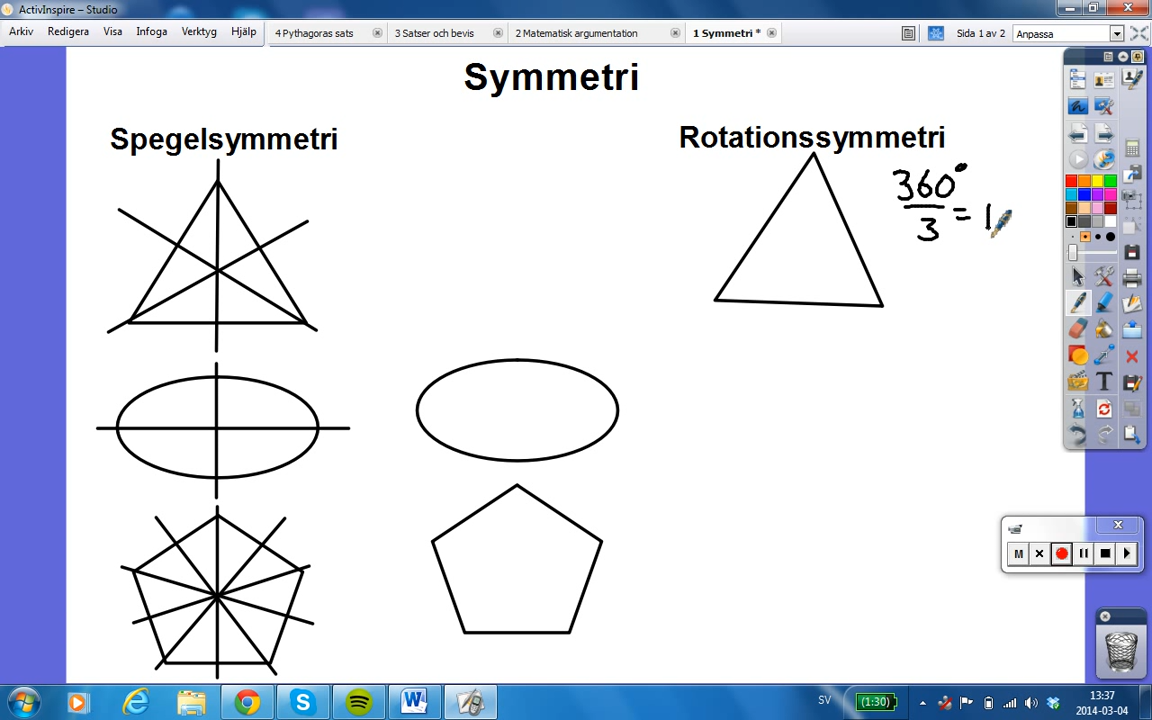 ActivInspire – Studio
Arkiv Redigera Visa Infoga Verktyg Hjälp
4 Pythagoras sats 3 Satser och bevis 2 Matematisk argumentation 1 Symmetri * Sida 1 av 2 Anpassa
Symmetri
Spegelsymmetri
Rotationssymmetri
360°
3
= 1
M
SV
(1:30)
13:37
2014-03-04